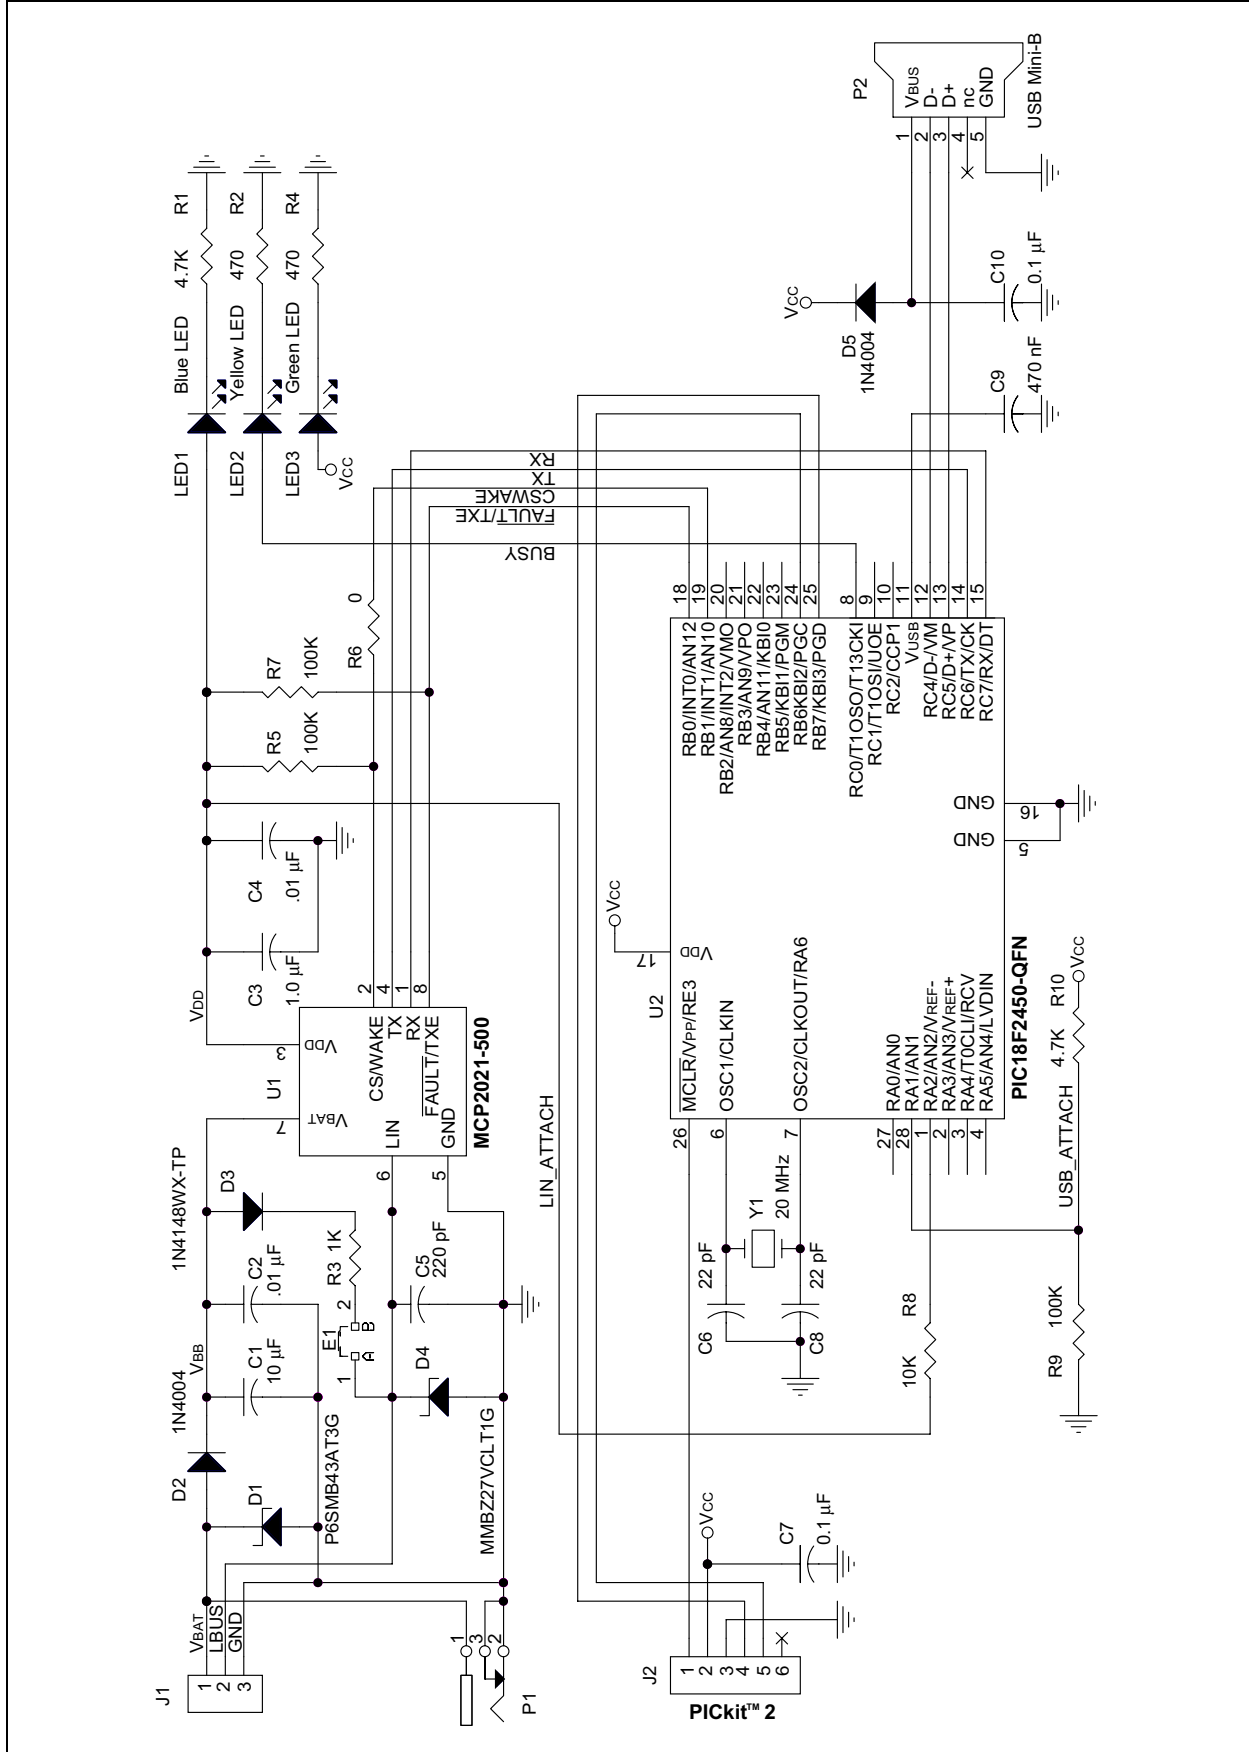 J1
1
2
3
VBAT
LBUS
GND
P1
1
3
2
D2
1N4004
D1
P6SMB43AT3G
VBB
C1
10 µF
C2
.01 µF
1N4148WX-TP
D3
R3 1K
E1
1
2
A
B
D4
MMBZ27VCLT1G
C5
220 pF
U1
MCP2021-500
7
VBAT
3
VDD
6
LIN
5
GND
CS/WAKE
TX
RX
FAULT/TXE
2
4
1
8
VDD
C3
1.0 µF
C4
.01 µF
R5
100K
R7
100K
R6
0
LIN_ATTACH
LED1
Blue LED
4.7K
R1
LED2
Yellow LED
470
R2
LED3
Green LED
470
R4
VCC
RX
TX
CSWAKE
FAULT/TXE
BUSY
J2
1
2
3
4
5
6
PICkit™ 2
VCC
C7
0.1 µF
C6
22 pF
C8
22 pF
Y1
20 MHz
R8
10K
R9
100K
USB_ATTACH
4.7K
R10
VCC
U2
PIC18F2450-QFN
26
MCLR/VPP/RE3
6
OSC1/CLKIN
7
OSC2/CLKOUT/RA6
27
RA0/AN0
28
RA1/AN1
1
RA2/AN2/VREF-
2
RA3/AN3/VREF+
3
RA4/T0CLI/RCV
4
RA5/AN4/LVDIN
17
VDD
VCC
GND
5
GND
16
RB0/INT0/AN12
18
RB1/INT1/AN10
19
RB2/AN8/INT2/VMO
20
RB3/AN9/VPO
21
RB4/AN11/KBI0
22
RB5/KBI1/PGM
23
RB6KBI2/PGC
24
RB7/KBI3/PGD
25
RC0/T1OSO/T13CKI
8
RC1/T1OSI/UOE
9
RC2/CCP1
10
VUSB
11
RC4/D-/VM
12
RC5/D+/VP
13
RC6/TX/CK
14
RC7/RX/DT
15
C9
470 nF
C10
0.1 µF
D5
1N4004
VCC
P2
VBUS
D-
D+
nc
GND
1
2
3
4
5
USB Mini-B